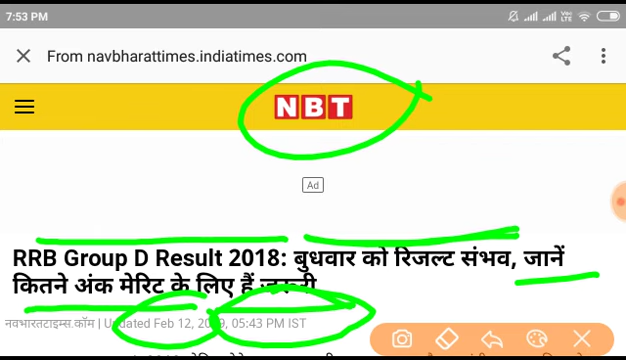 7:53 PM
From navbharattimes.indiatimes.com
NBT
Ad
RRB Group D Result 2018: बुधवार को रिजल्ट संभव, जानें
कितने अंक मेरिट के लिए हैं जरूरी
नवभारतटाइम्स.कॉम | Updated Feb 12, 2019, 05:43 PM IST